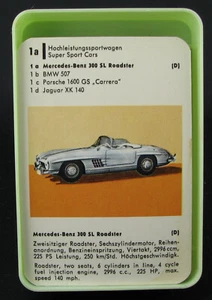 1a
Hochleistungssportwagen
Super Sport Cars
1 a Mercedes-Benz 300 SL Roadster (D)
1 b BMW 507
1 c Porsche 1600 GS „Carrera"
1 d Jaguar XK 140
Mercedes-Benz 300 SL Roadster (D)
Zweisitziger Roadster, Sechszylindermotor, Reihen-
anordnung, Benzineinspritzung, Viertakt, 2996 ccm,
225 PS Leistung, 250 km/Std. Höchstgeschwindigk.
Roadster, two seats, 6 cylinders in line, 4 cycle
fuel injection engine, 2996 c.c., 225 HP, max.
speed 140 mph.